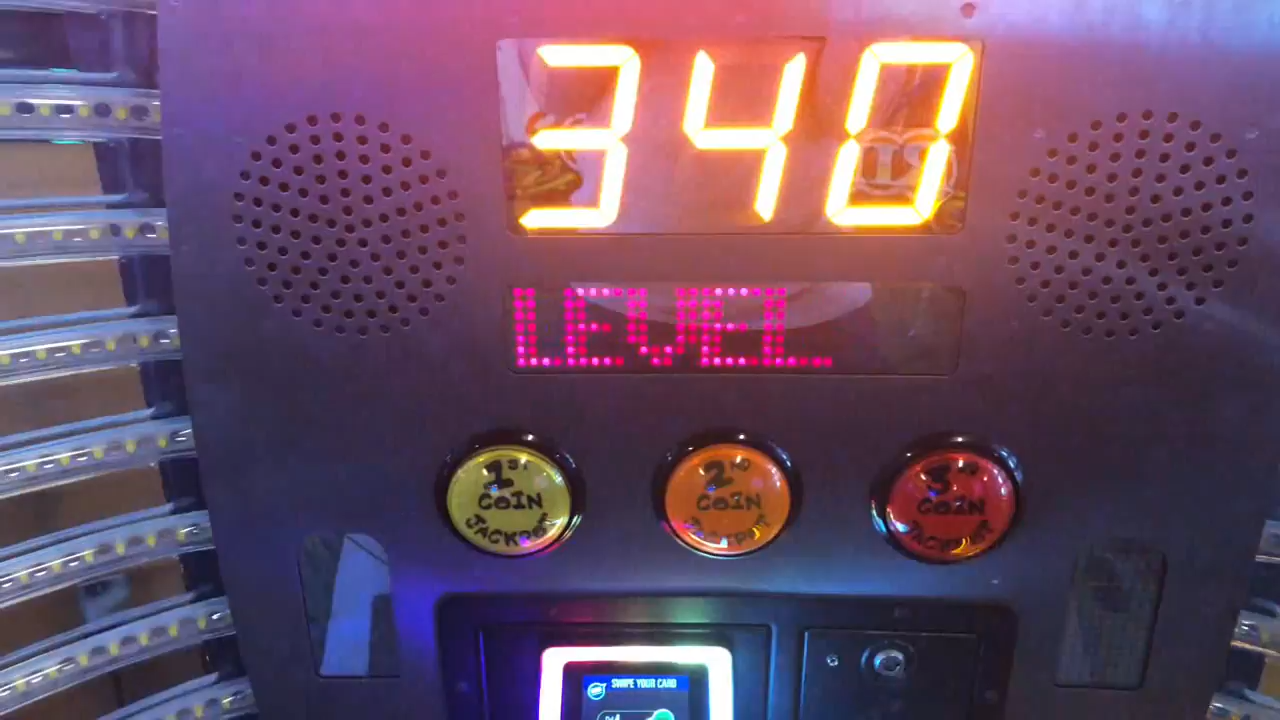 340
LEVEL
1ST
COIN
JACKPOT
2ND
COIN
JACKPOT
3RD
COIN
JACKPOT
SWIPE YOUR CARD